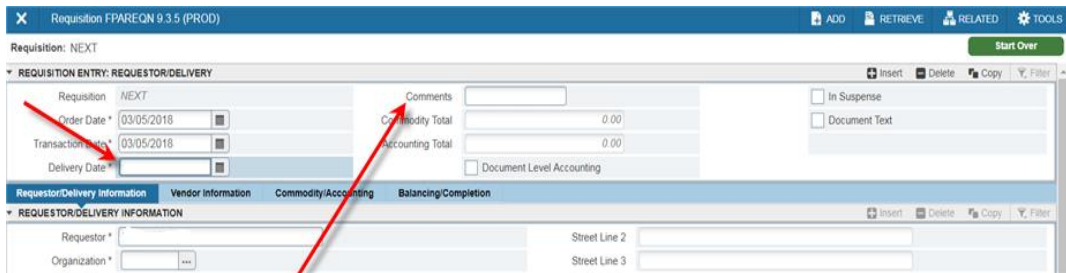 Requisition FPAREQN 9.3.5 (PROD) ADD RETRIEVE RELATED TOOLS
Requisition: NEXT Start Over
REQUISITION ENTRY: REQUESTOR/DELIVERY Insert Delete Copy Filter
Requisition NEXT Comments In Suspense
Order Date * 03/05/2018 Commodity Total 0.00 Document Text
Transaction Date * 03/05/2018 Accounting Total 0.00
Delivery Date * Document Level Accounting
Requestor/Delivery Information Vendor Information Commodity/Accounting Balancing/Completion
REQUESTOR/DELIVERY INFORMATION Insert Delete Copy Filter
Requestor * Street Line 2
Organization * ... Street Line 3